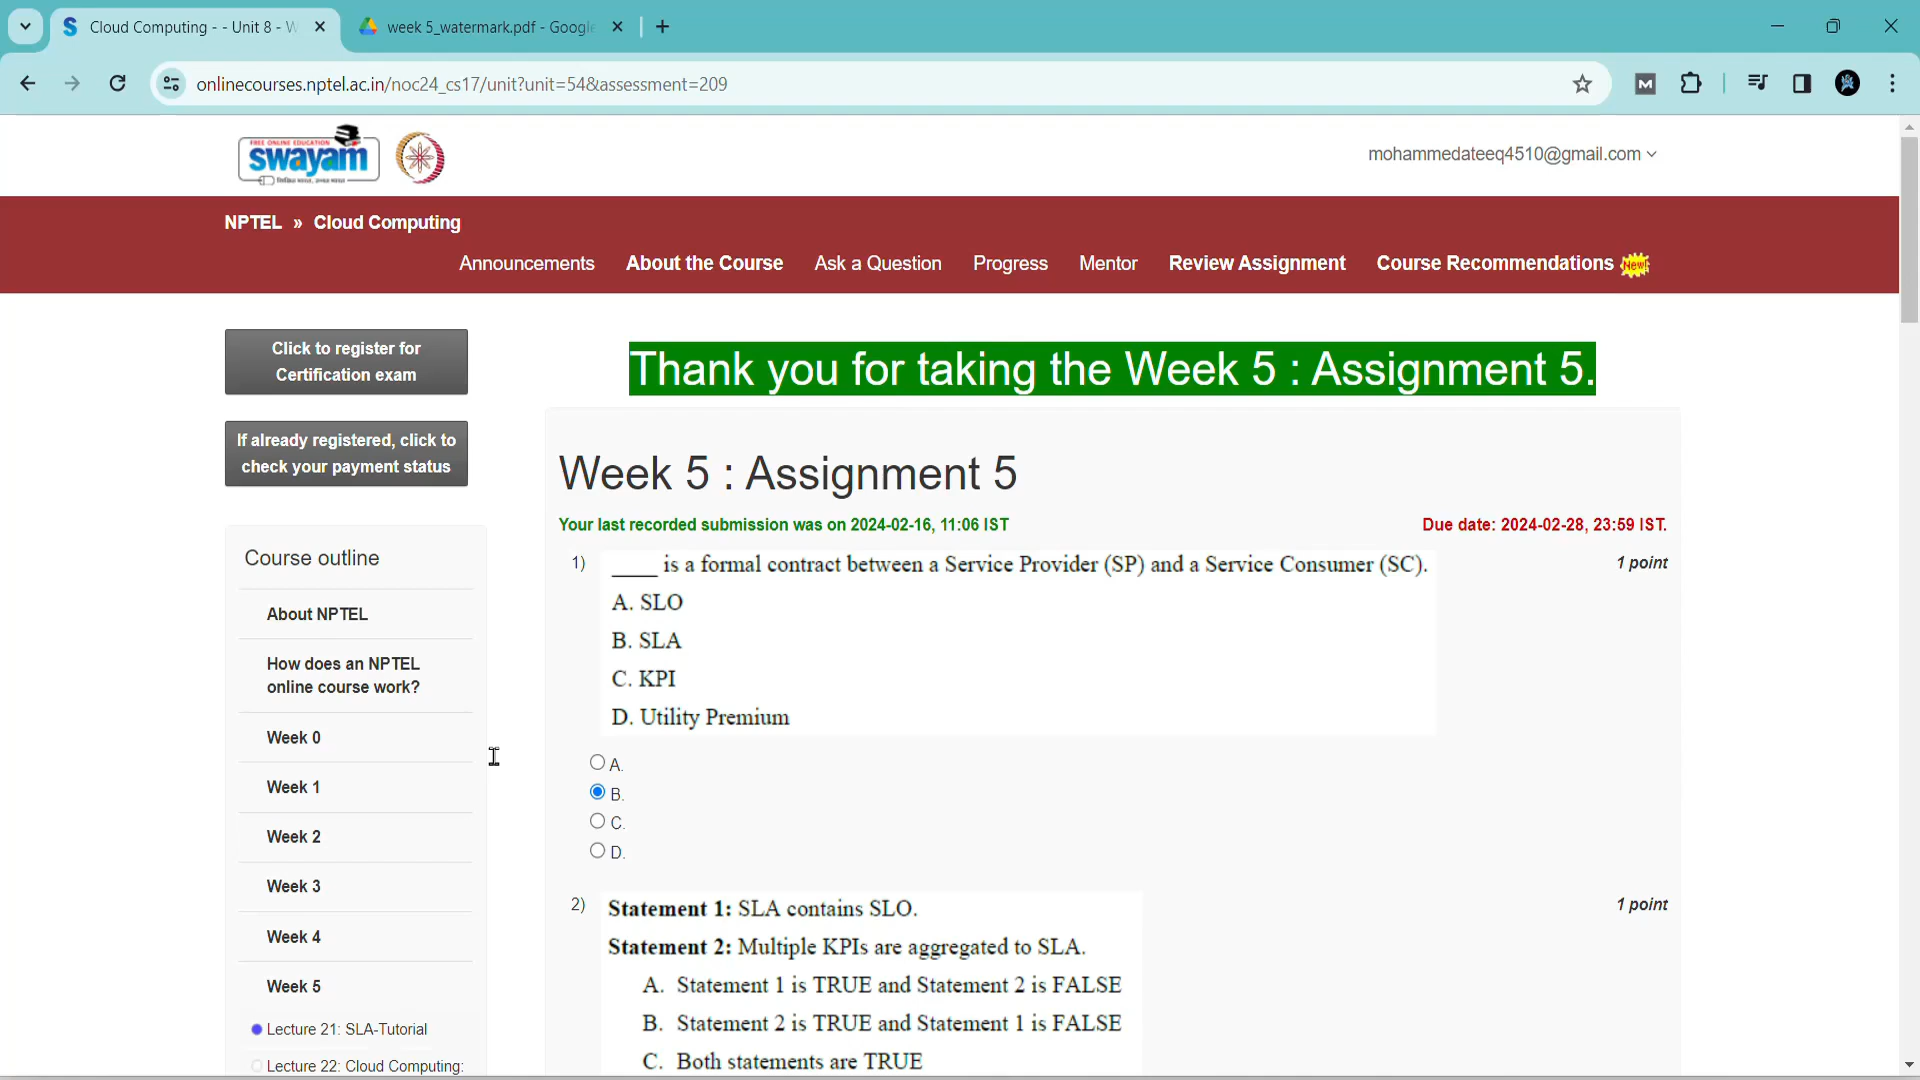 Cloud Computing - - Unit 8 - W
week 5_watermark.pdf - Google
onlinecourses.nptel.ac.in/noc24_cs17/unit?unit=54&assessment=209
FREE ONLINE EDUCATION
swayam
mohammedateeq4510@gmail.com
NPTEL » Cloud Computing
Announcements About the Course Ask a Question Progress Mentor Review Assignment Course Recommendations New!
Click to register for
Certification exam
If already registered, click to
check your payment status
Thank you for taking the Week 5 : Assignment 5.
Week 5 : Assignment 5
Your last recorded submission was on 2024-02-16, 11:06 IST
Due date: 2024-02-28, 23:59 IST.
Course outline
About NPTEL
How does an NPTEL
online course work?
Week 0
Week 1
Week 2
Week 3
Week 4
Week 5
Lecture 21: SLA-Tutorial
Lecture 22: Cloud Computing:
1) ____ is a formal contract between a Service Provider (SP) and a Service Consumer (SC).
1 point
A. SLO
B. SLA
C. KPI
D. Utility Premium
A.
B.
C.
D.
2) Statement 1: SLA contains SLO.
1 point
Statement 2: Multiple KPIs are aggregated to SLA.
A. Statement 1 is TRUE and Statement 2 is FALSE
B. Statement 2 is TRUE and Statement 1 is FALSE
C. Both statements are TRUE